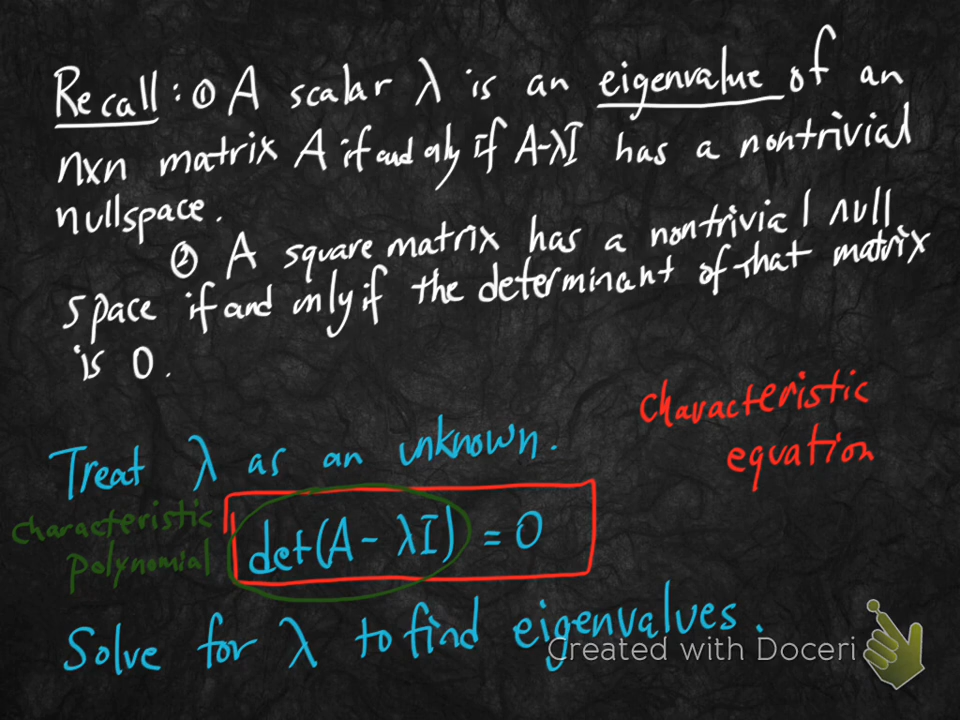 Recall: ① A scalar λ is an eigenvalue of an
nxn matrix A if and only if A-λI has a nontrivial
nullspace.
② A square matrix has a nontrivial null
space if and only if the determinant of that matrix
is 0.
characteristic
equation
Treat λ as an unknown.
characteristic
polynomial
det(A - λI) = 0
Solve for λ to find eigenvalues.
Created with Doceri